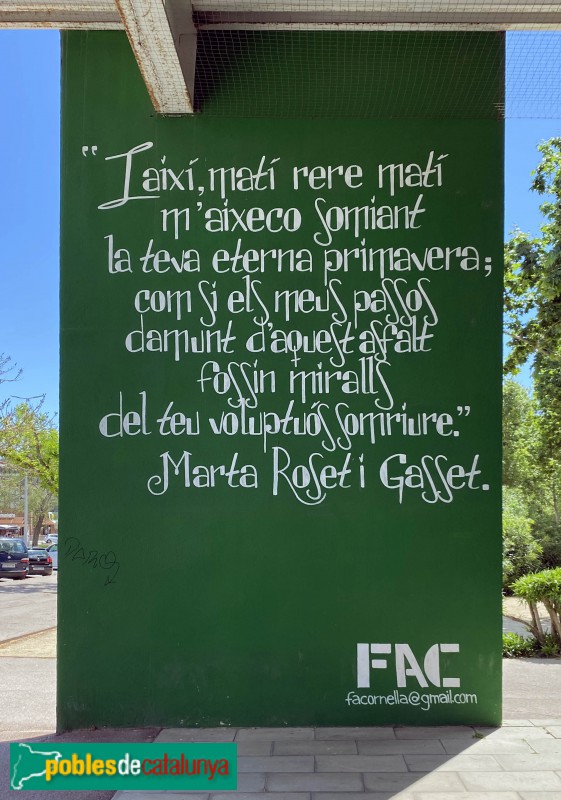 "I així, matí rere matí
m'aixeco somiant
la teva eterna primavera;
com si els meus passos
damunt d'aquest asfalt
fossin miralls
del teu voluptuós somriure."
Marta Roset i Gasset.
FAC
facornella@gmail.com
poblesdecatalunya